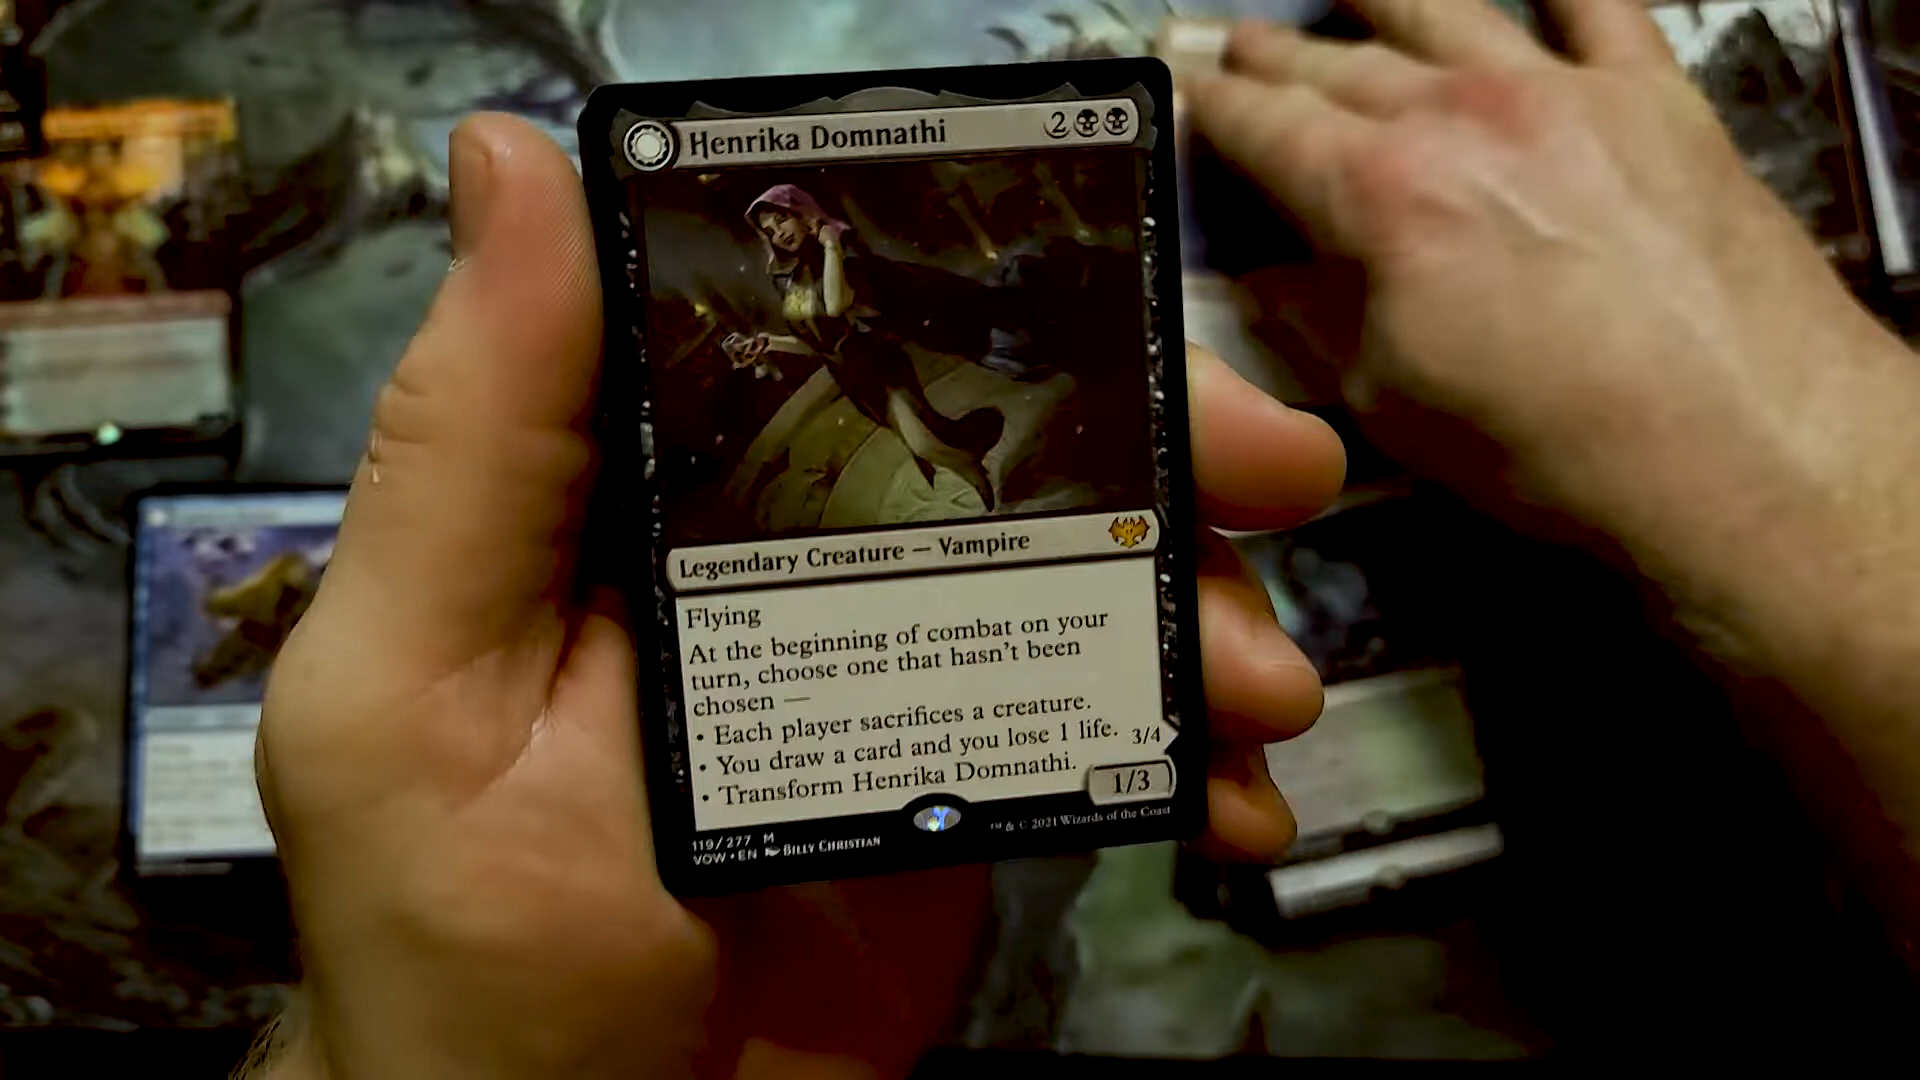 Henrika Domnathi 2
Legendary Creature — Vampire
Flying
At the beginning of combat on your
turn, choose one that hasn't been
chosen —
• Each player sacrifices a creature.
• You draw a card and you lose 1 life. 3/4
• Transform Henrika Domnathi.
1/3
119/277 M
VOW • EN BILLY CHRISTIAN
™ & © 2021 Wizards of the Coast